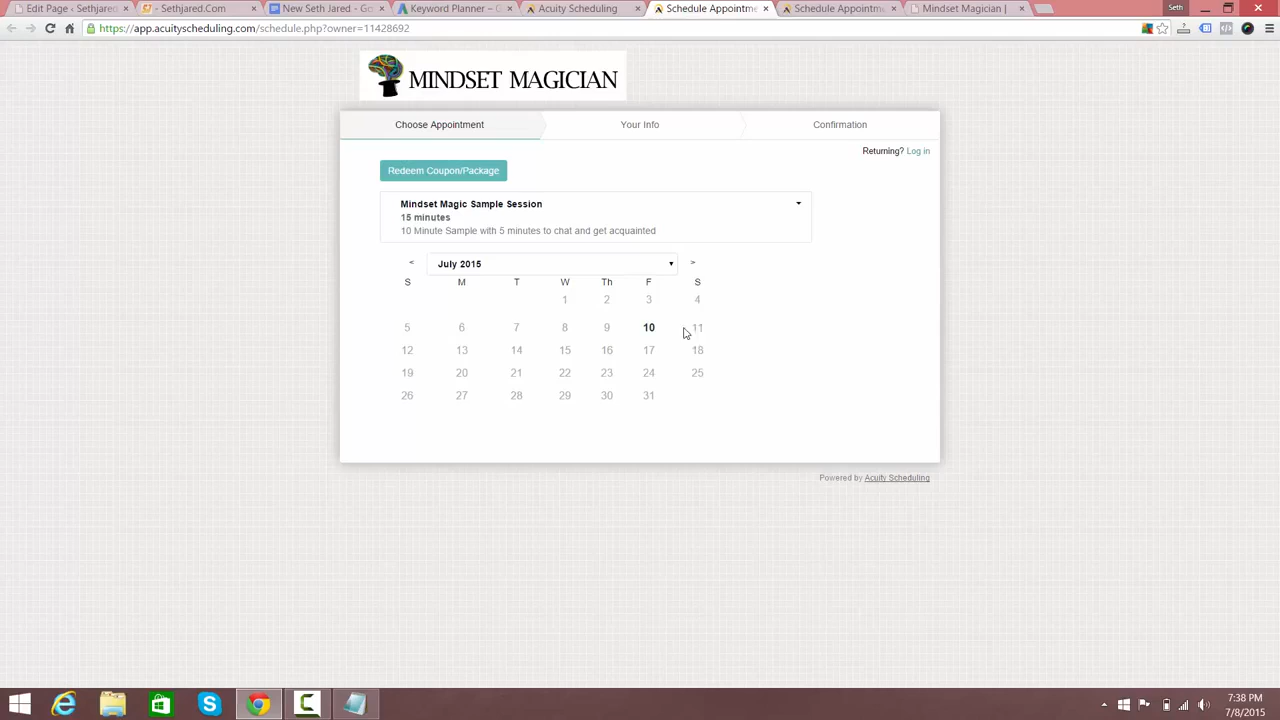 Edit Page ‹ Sethjared
- Sethjared.Com
New Seth Jared - Go
Keyword Planner – G
Acuity Scheduling
Schedule Appointme
Schedule Appointm
Mindset Magician |
Seth
https://app.acuityscheduling.com/schedule.php?owner=11428692
MINDSET MAGICIAN
Choose Appointment
Your Info
Confirmation
Returning? Log in
Redeem Coupon/Package
Mindset Magic Sample Session
15 minutes
10 Minute Sample with 5 minutes to chat and get acquainted
< July 2015 >
S M T W Th F S
1 2 3 4
5 6 7 8 9 10 11
12 13 14 15 16 17 18
19 20 21 22 23 24 25
26 27 28 29 30 31
Powered by Acuity Scheduling
7:38 PM
7/8/2015